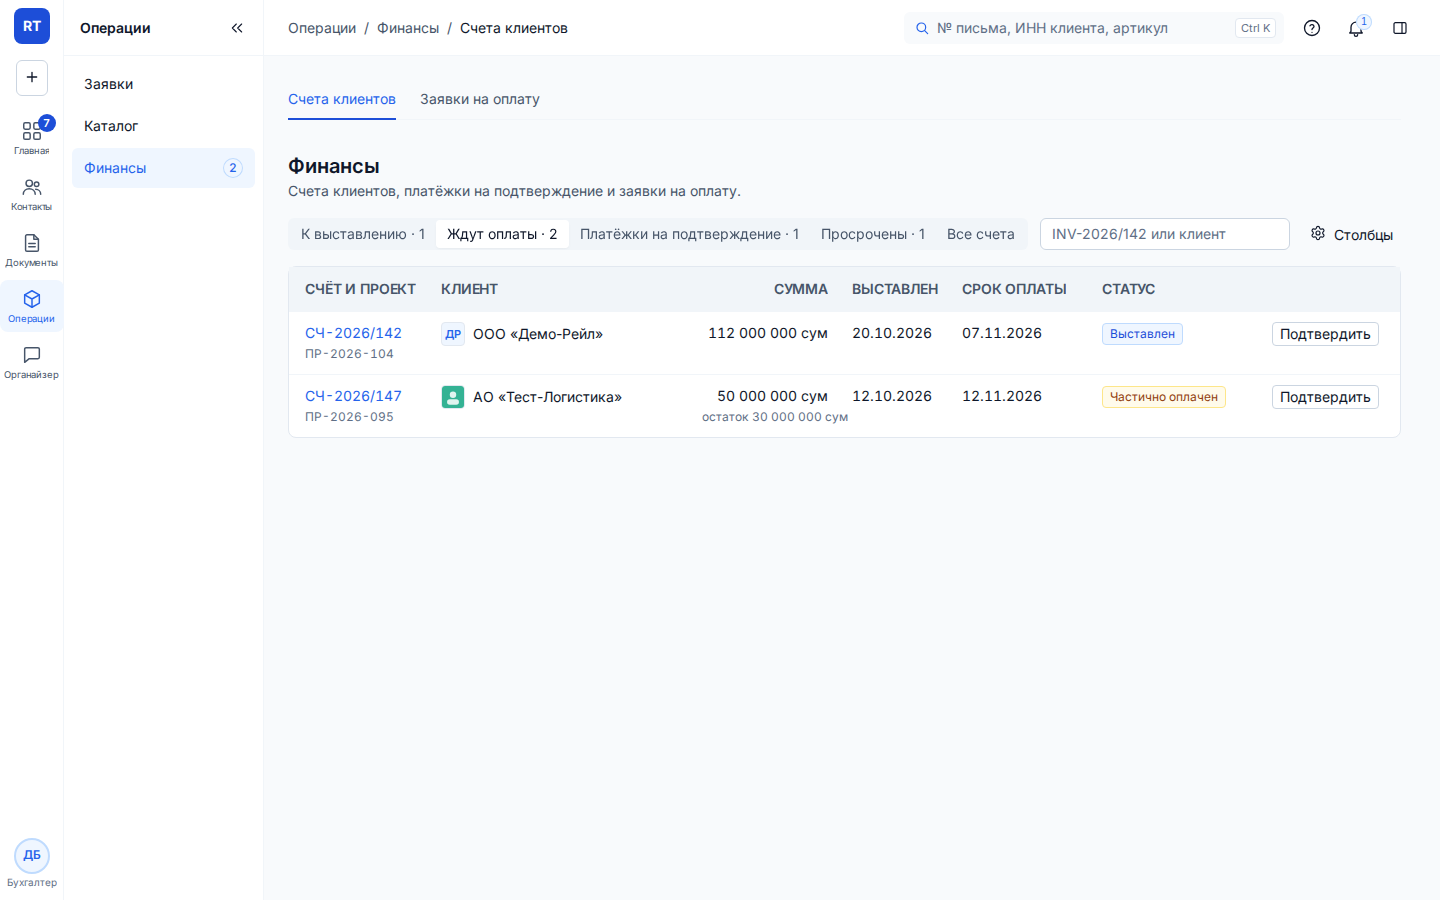 RT
Операции
Операции / Финансы / Счета клиентов
№ письма, ИНН клиента, артикул
Ctrl K
1
7
Главная
Контакты
Документы
Операции
Органайзер
ДБ
Бухгалтер
Заявки
Каталог
Финансы
2
Счета клиентов
Заявки на оплату
Финансы
Счета клиентов, платёжки на подтверждение и заявки на оплату.
К выставлению · 1
Ждут оплаты · 2
Платёжки на подтверждение · 1
Просрочены · 1
Все счета
INV-2026/142 или клиент
Столбцы
СЧЁТ И ПРОЕКТ КЛИЕНТ СУММА ВЫСТАВЛЕН СРОК ОПЛАТЫ СТАТУС
СЧ-2026/142 ДР ООО «Демо-Рейл» 112 000 000 сум 20.10.2026 07.11.2026 Выставлен Подтвердить
ПР-2026-104
СЧ-2026/147 АО «Тест-Логистика» 50 000 000 сум 12.10.2026 12.11.2026 Частично оплачен Подтвердить
ПР-2026-095 остаток 30 000 000 сум